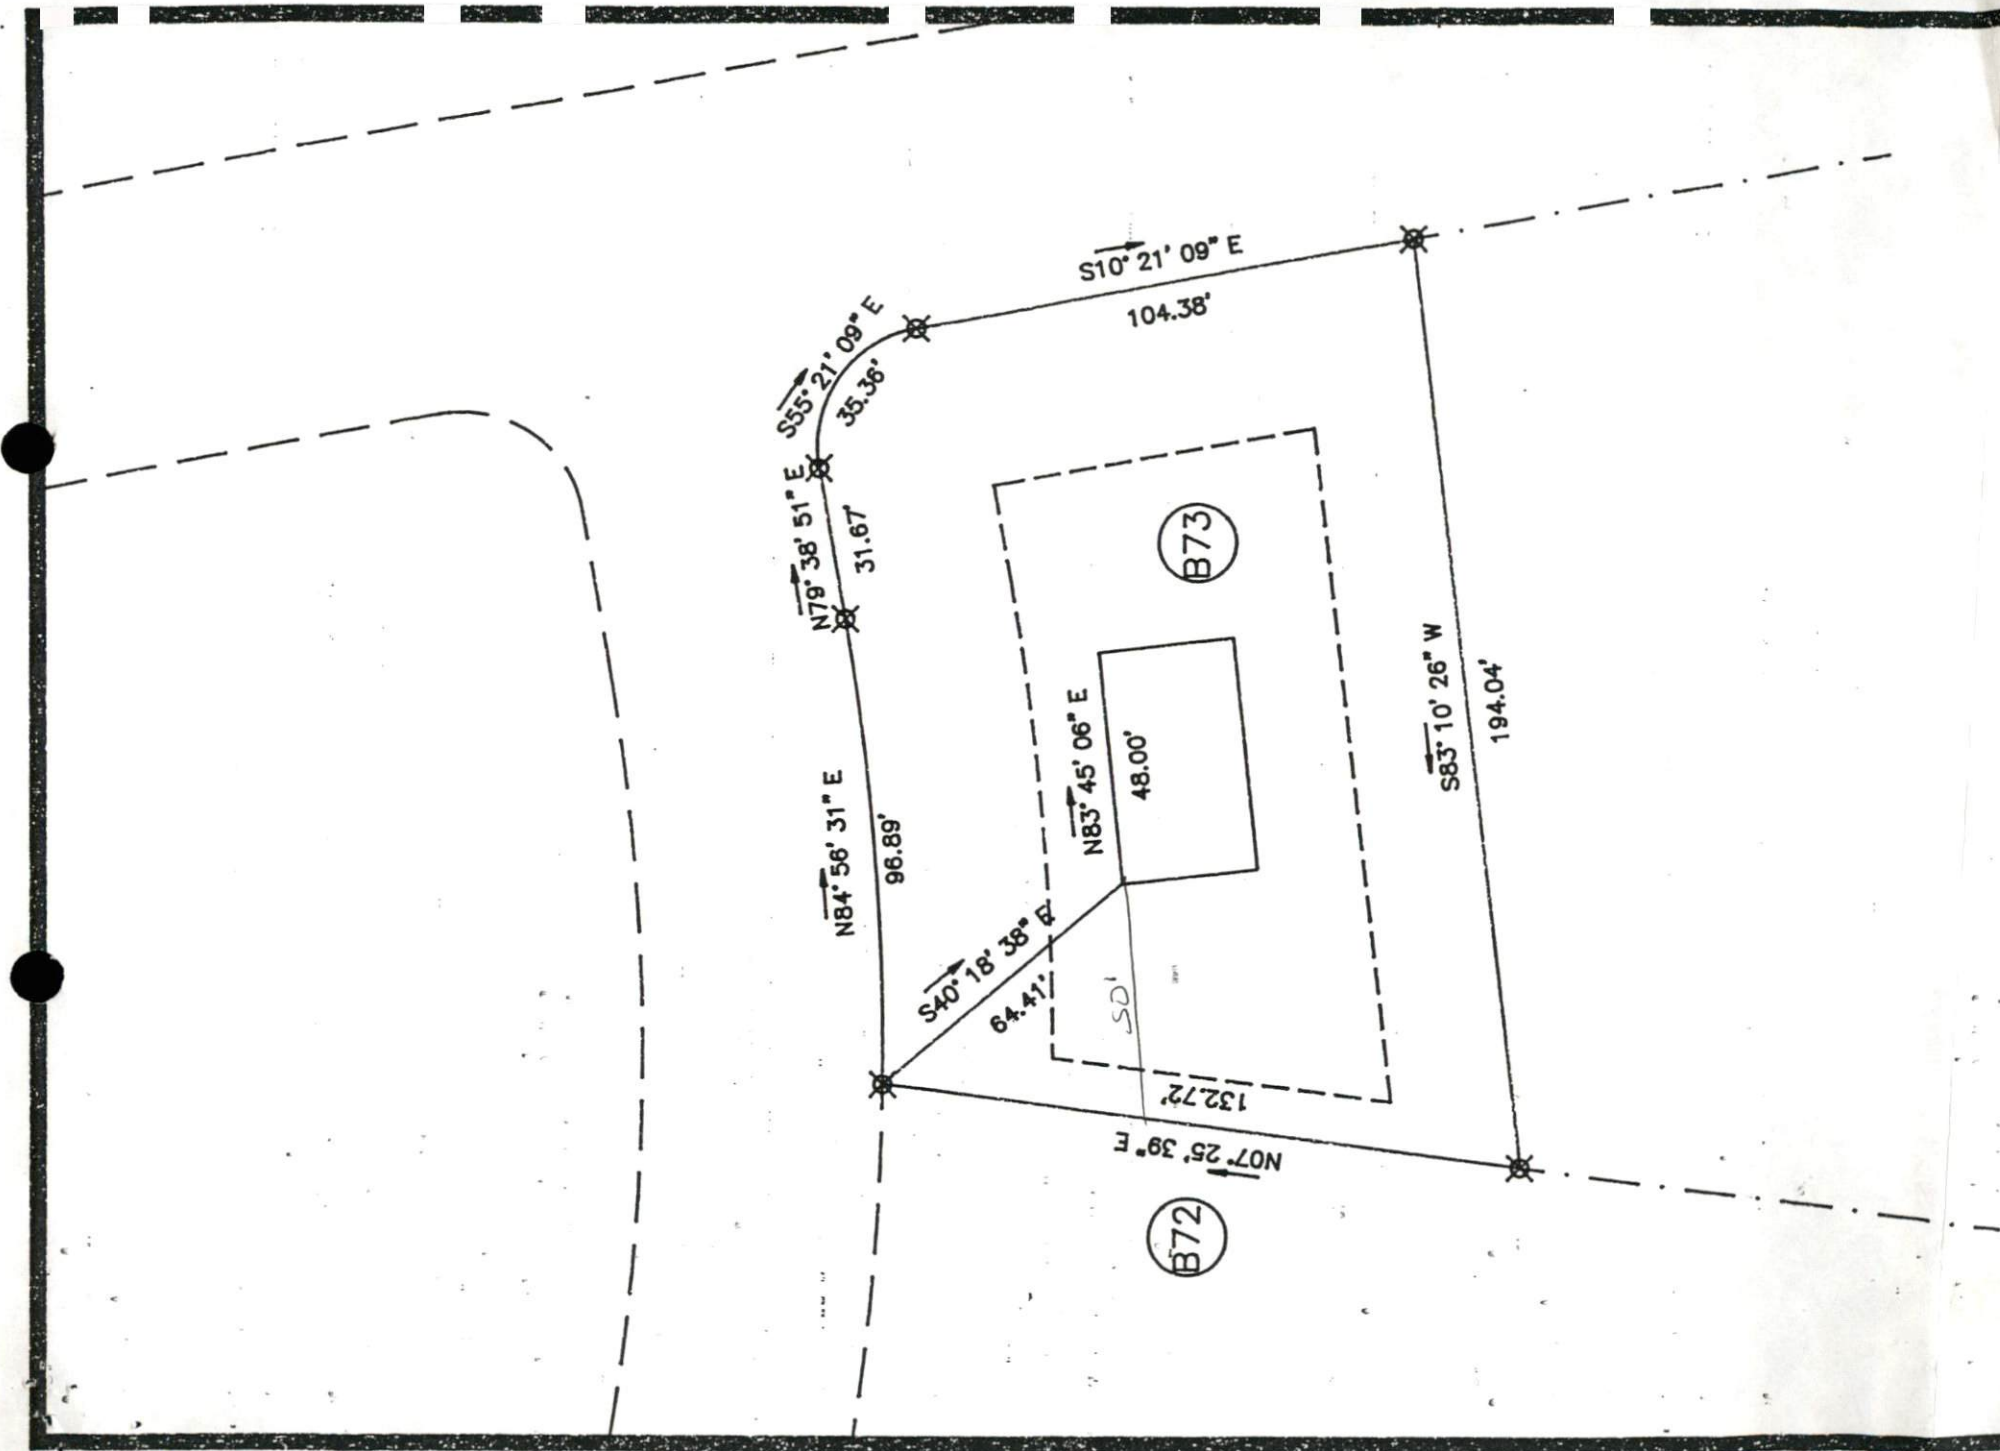 S10° 21' 09" E
104.38'
S55° 21' 09" E
35.36'
N79° 38' 51" E
31.67'
B73
N84° 56' 31" E
96.89'
N83° 45' 06" E
48.00'
S83° 10' 26" W
194.04'
S40° 18' 38" E
64.41'
50'
132.72'
N07° 25' 39" E
B72